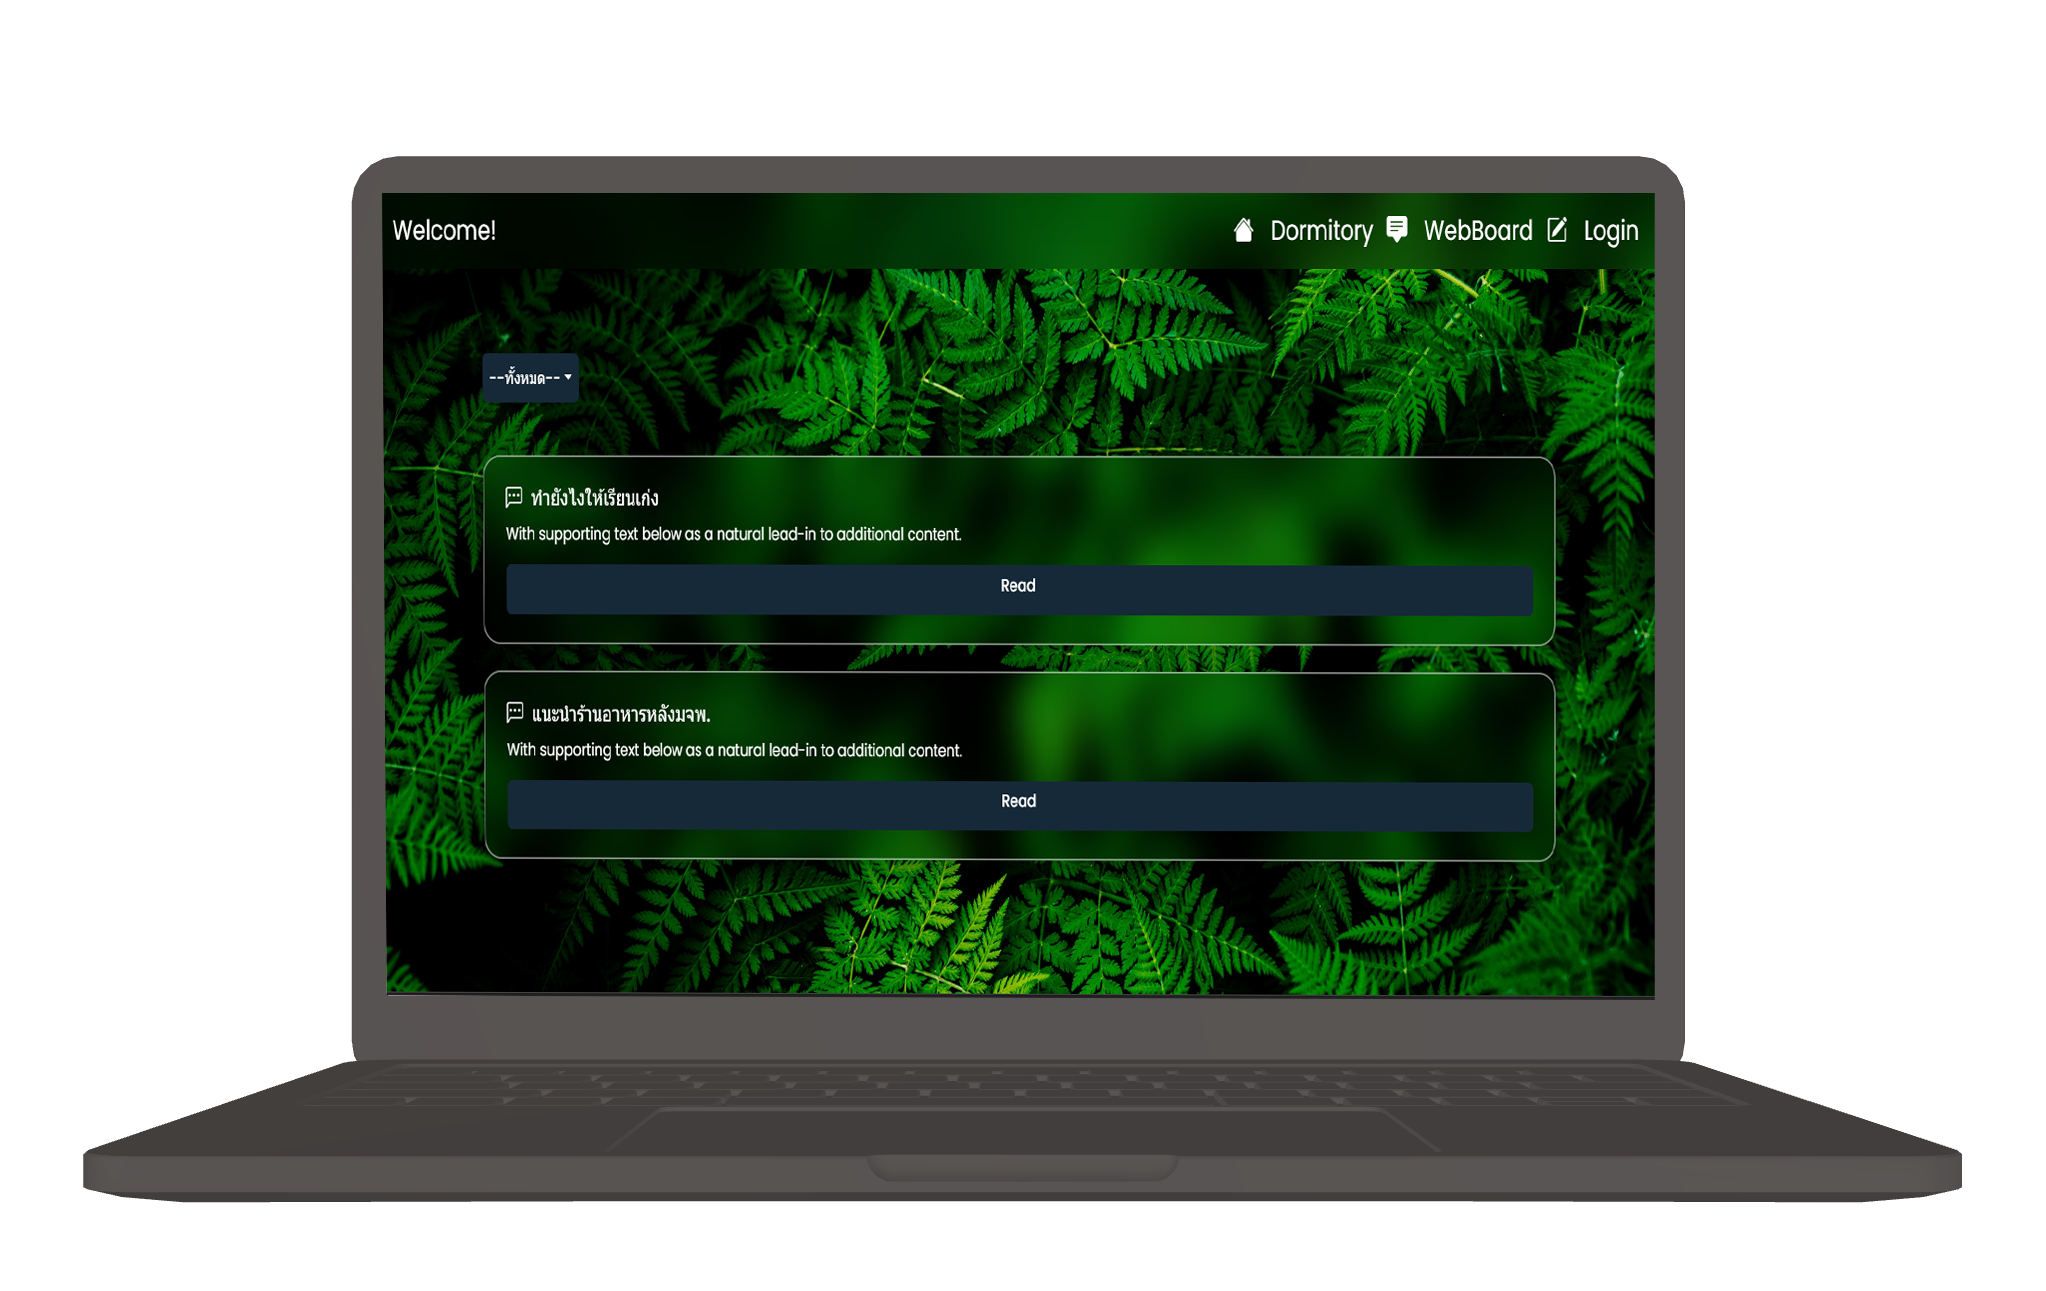 Welcome! Dormitory WebBoard Login
--ทั้งหมด--
ทำยังไงให้เรียนเก่ง
With supporting text below as a natural lead-in to additional content.
Read
แนะนำร้านอาหารหลังมจพ.
With supporting text below as a natural lead-in to additional content.
Read